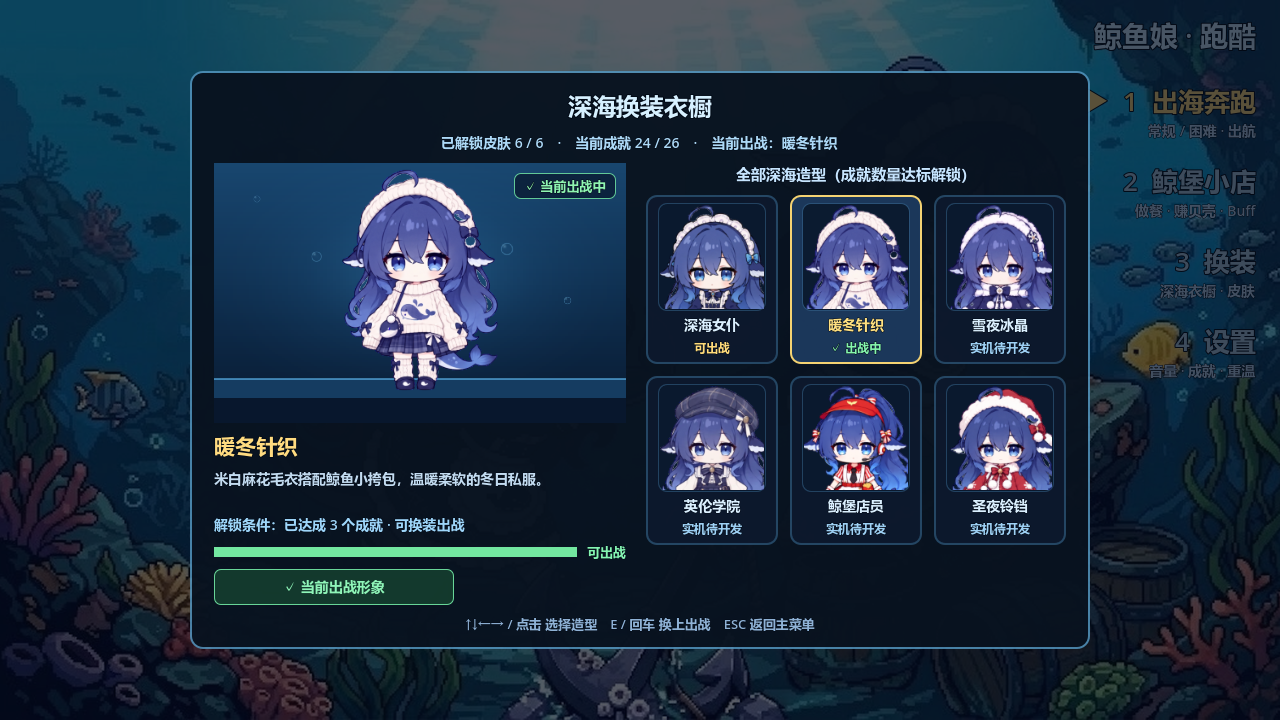 深海换装衣橱
已解锁皮肤 6 / 6 · 当前成就 24 / 26 · 当前出战：暖冬针织
✓ 当前出战中
暖冬针织
米白麻花毛衣搭配鲸鱼小挎包，温暖柔软的冬日私服。
解锁条件：已达成 3 个成就 · 可换装出战
可出战
✓ 当前出战形象
全部深海造型（成就数量达标解锁）
深海女仆
可出战
暖冬针织
✓ 出战中
雪夜冰晶
实机待开发
英伦学院
实机待开发
鲸堡店员
实机待开发
圣夜铃铛
实机待开发
↑↓←→ / 点击 选择造型 E / 回车 换上出战 ESC 返回主菜单
鲸鱼娘 · 跑酷
1 出海奔跑
常规 / 困难 · 出航
2 鲸堡小店
做餐 · 赚贝壳 · Buff
3 换装
深海衣橱 · 皮肤
4 设置
音量 · 成就 · 重温